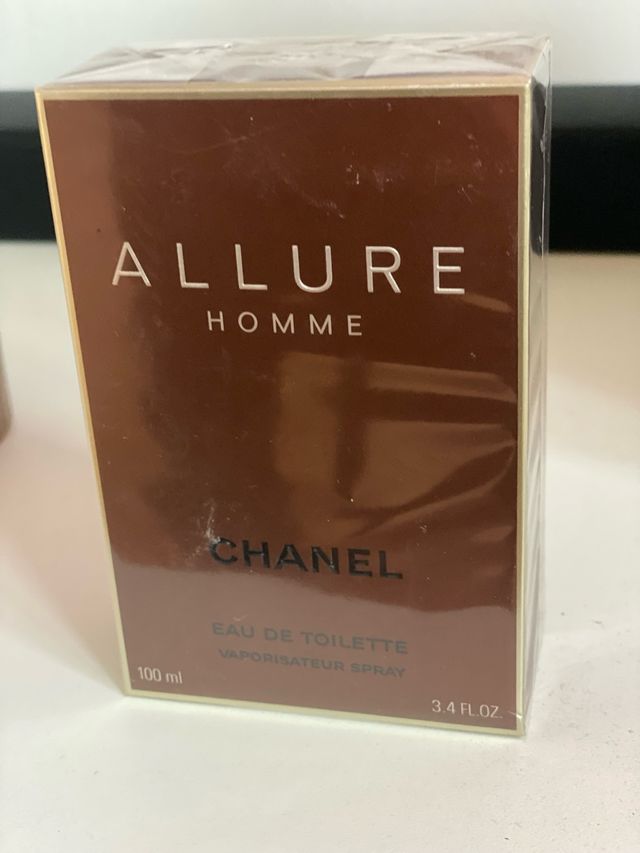 ALLURE
HOMME
CHANEL
EAU DE TOILETTE
VAPORISATEUR SPRAY
100 ml
3.4 FL.OZ.